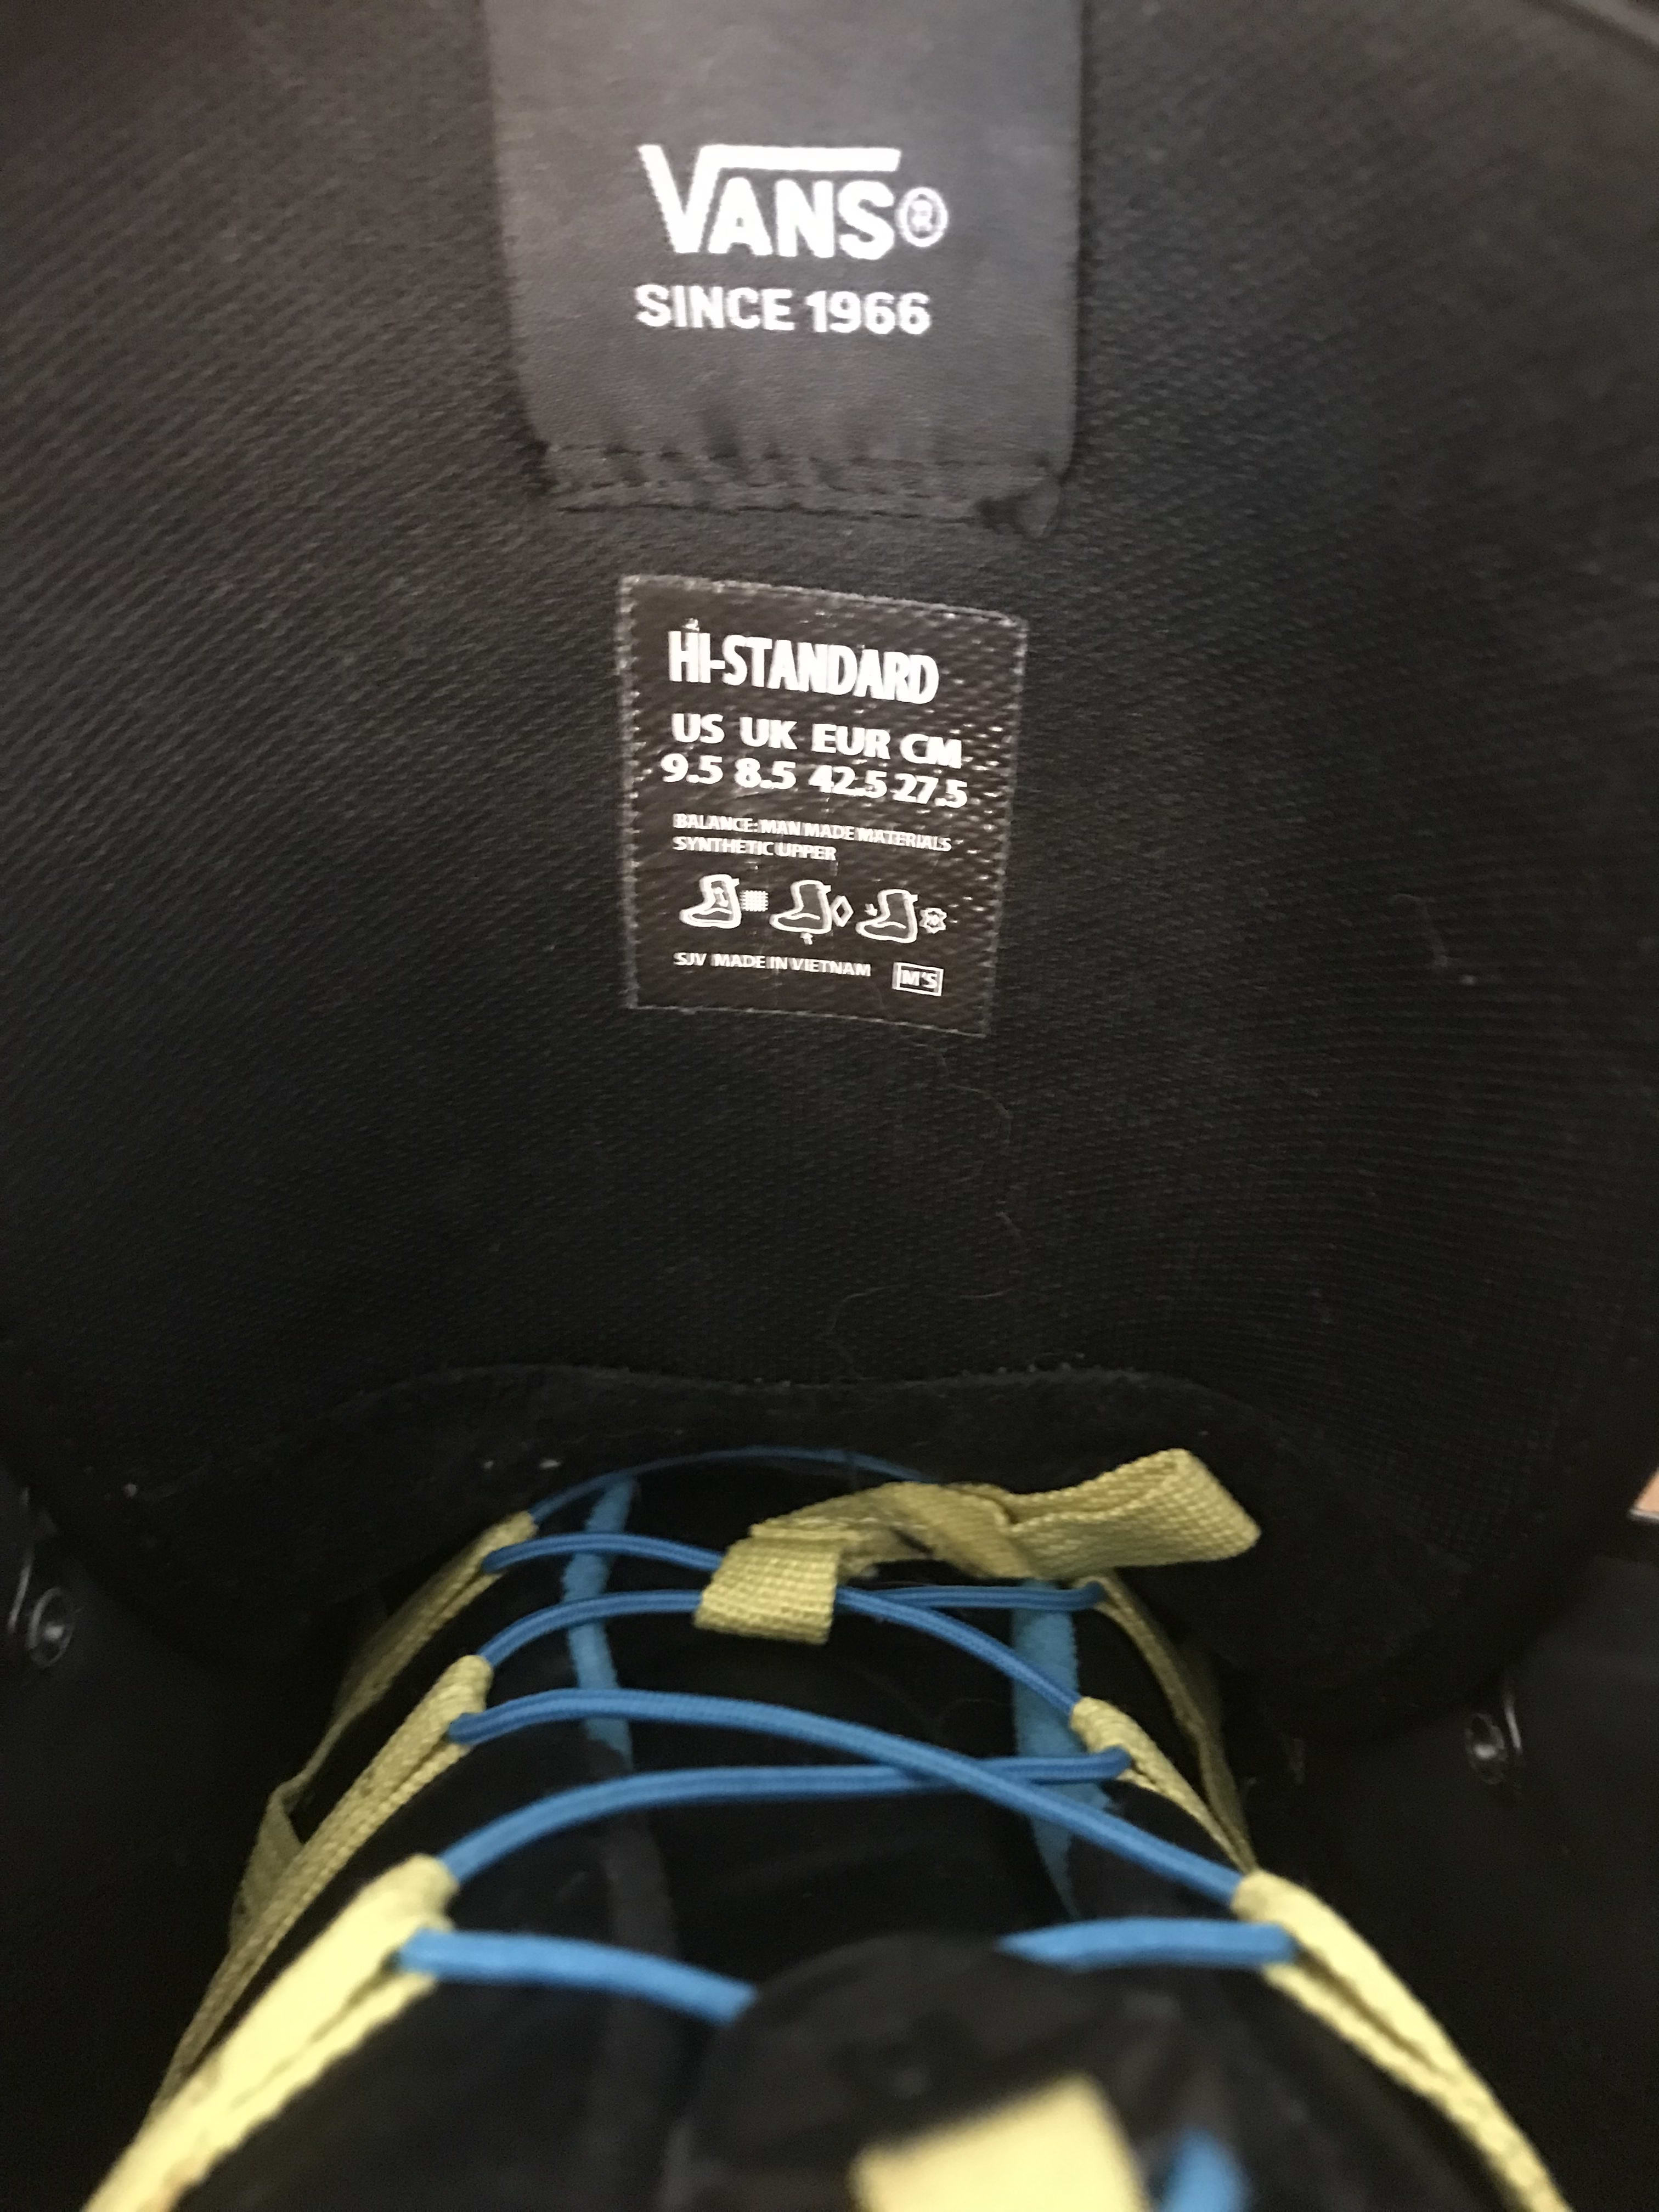 VANS®
SINCE 1966
HI-STANDARD
US UK EUR CM
9.5 8.5 42.5 27.5
BALANCE: MAN MADE MATERIALS
SYNTHETIC UPPER
SJV MADE IN VIETNAM M'S